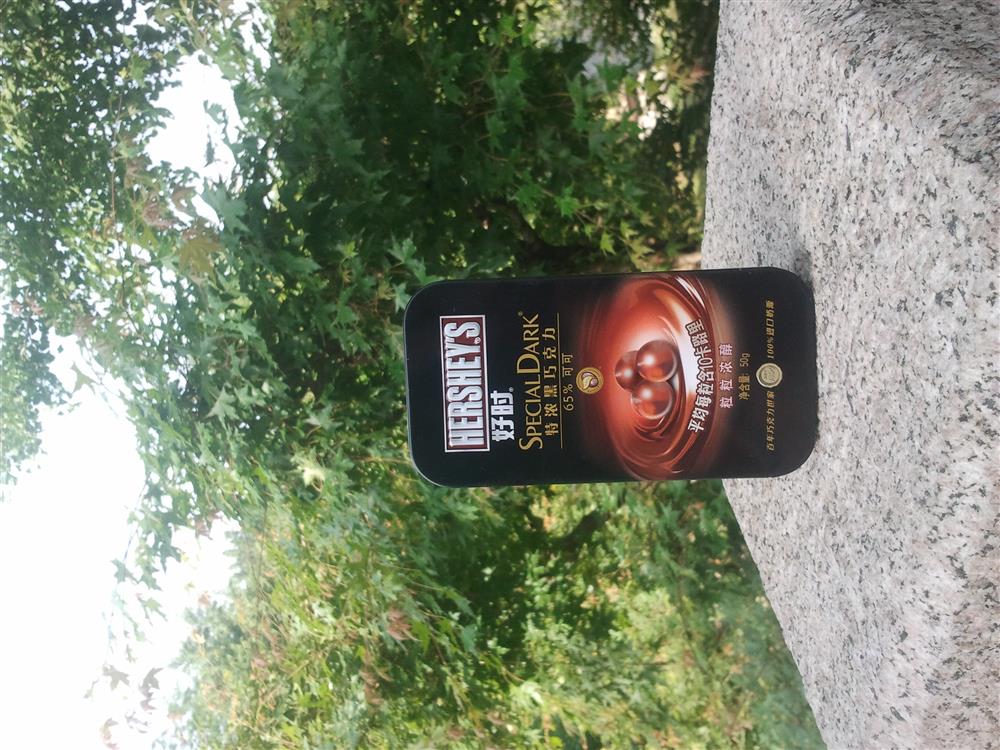 HERSHEY'S
好时®
SPECIAL DARK®
特浓黑巧克力
65% 可可
平均每粒含10卡路里
粒粒浓醇
净含量: 50g
百年巧克力世家 100%进口奶源